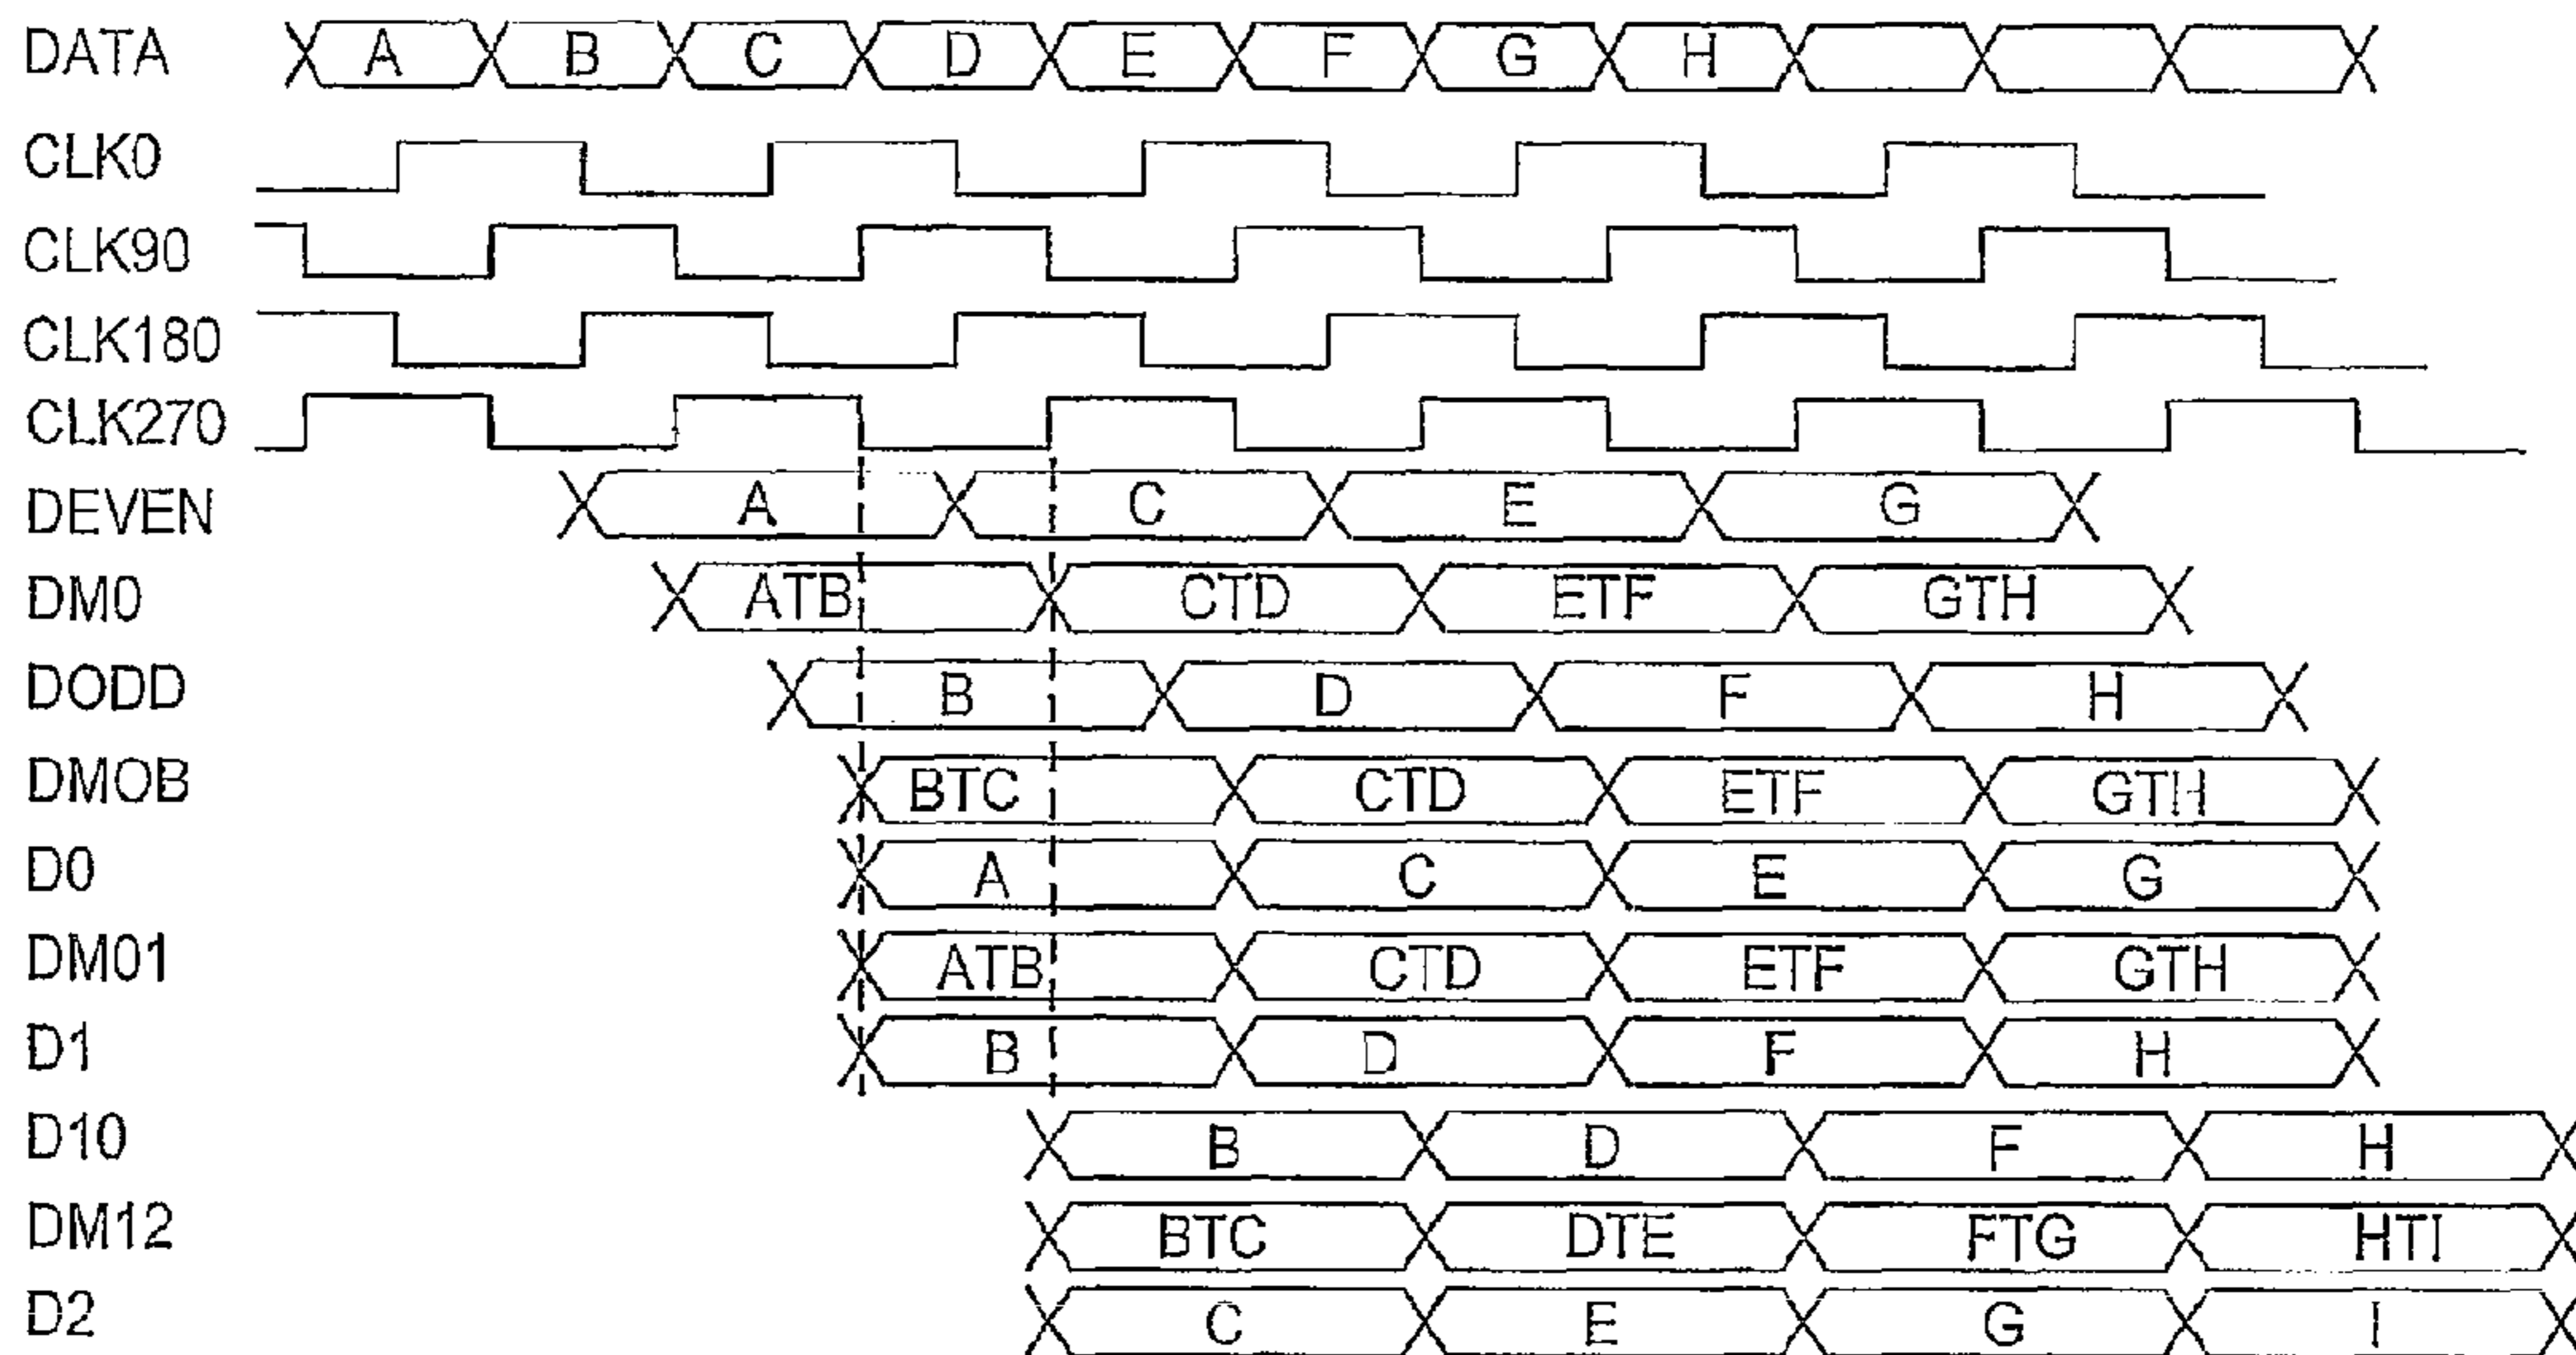 DATA A B C D E F G H
CLK0
CLK90
CLK180
CLK270
DEVEN A C E G
DM0 ATB CTD ETF GTH
DODD B D F H
DMOB BTC CTD ETF GTH
D0 A C E G
DM01 ATB CTD ETF GTH
D1 B D F H
D10 B D F H
DM12 BTC DTE FTG HTI
D2 C E G I